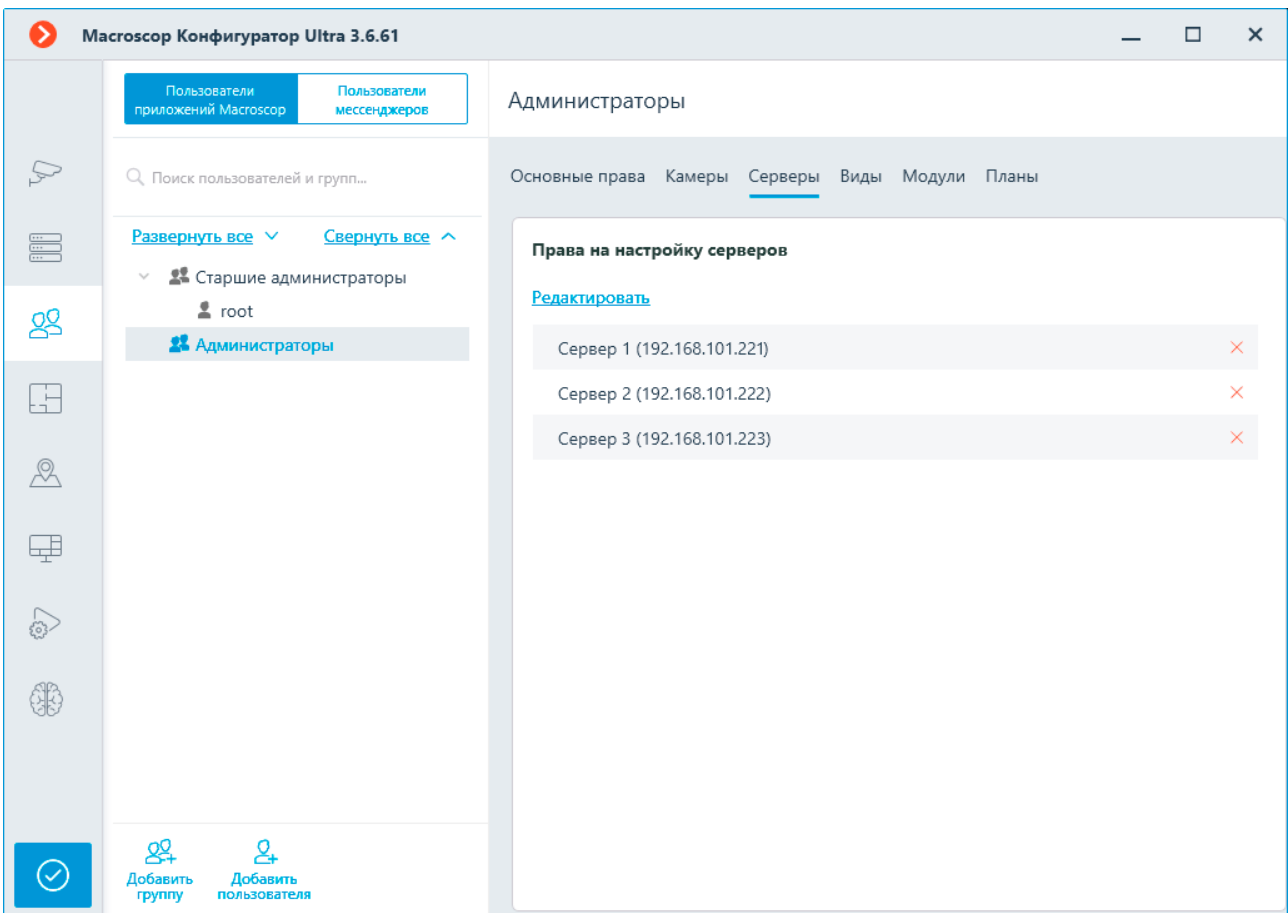 Macroscop Конфигуратор Ultra 3.6.61
Пользователи
приложений Macroscop
Пользователи
мессенджеров
Поиск пользователей и групп...
Развернуть все
Свернуть все
Старшие администраторы
root
Администраторы
Добавить
группу
Добавить
пользователя
Администраторы
Основные права Камеры Серверы Виды Модули Планы
Права на настройку серверов
Редактировать
Сервер 1 (192.168.101.221)
Сервер 2 (192.168.101.222)
Сервер 3 (192.168.101.223)